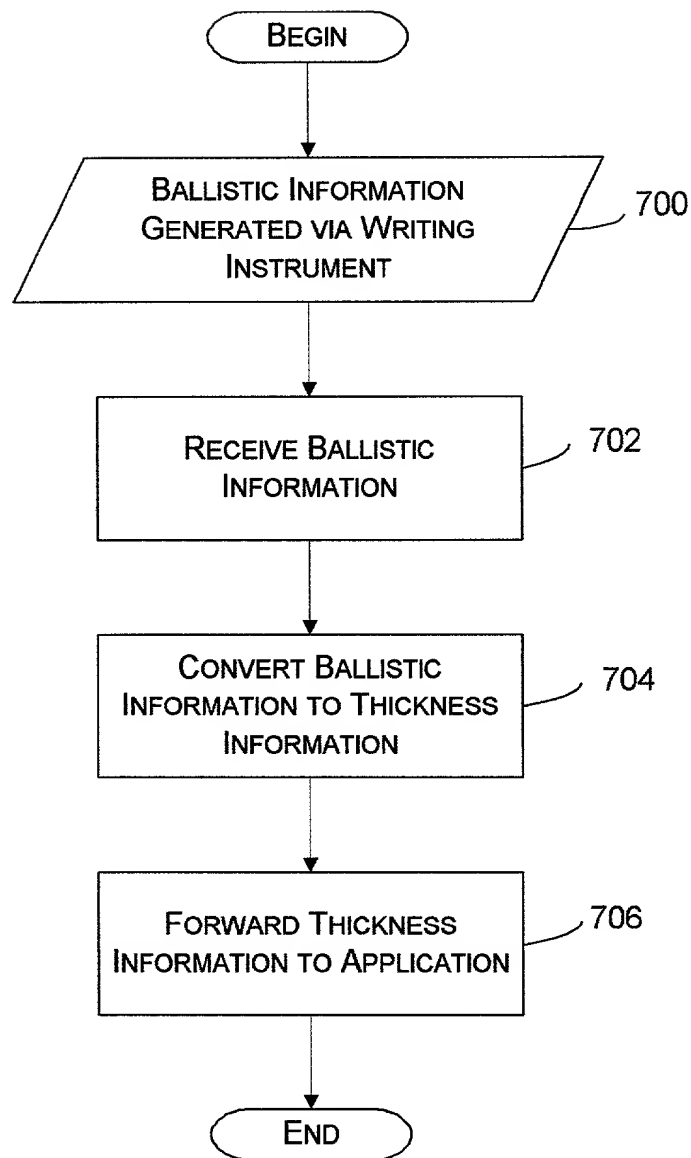 BEGIN
BALLISTIC INFORMATION
GENERATED VIA WRITING
INSTRUMENT
700
RECEIVE BALLISTIC
INFORMATION
702
CONVERT BALLISTIC
INFORMATION TO THICKNESS
INFORMATION
704
FORWARD THICKNESS
INFORMATION TO APPLICATION
706
END